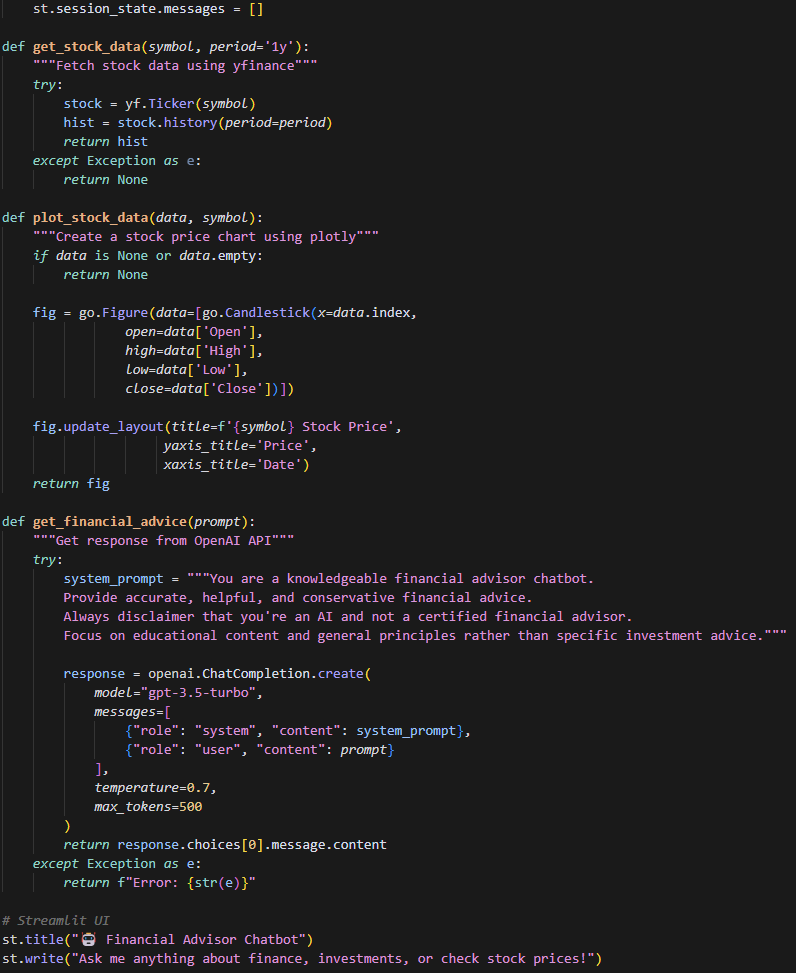 st.session_state.messages = []

def get_stock_data(symbol, period='1y'):
    """Fetch stock data using yfinance"""
    try:
        stock = yf.Ticker(symbol)
        hist = stock.history(period=period)
        return hist
    except Exception as e:
        return None

def plot_stock_data(data, symbol):
    """Create a stock price chart using plotly"""
    if data is None or data.empty:
        return None

    fig = go.Figure(data=[go.Candlestick(x=data.index,
                open=data['Open'],
                high=data['High'],
                low=data['Low'],
                close=data['Close'])])

    fig.update_layout(title=f'{symbol} Stock Price',
                     yaxis_title='Price',
                     xaxis_title='Date')
    return fig

def get_financial_advice(prompt):
    """Get response from OpenAI API"""
    try:
        system_prompt = """You are a knowledgeable financial advisor chatbot.
        Provide accurate, helpful, and conservative financial advice.
        Always disclaimer that you're an AI and not a certified financial advisor.
        Focus on educational content and general principles rather than specific investment advice."""

        response = openai.ChatCompletion.create(
            model="gpt-3.5-turbo",
            messages=[
                {"role": "system", "content": system_prompt},
                {"role": "user", "content": prompt}
            ],
            temperature=0.7,
            max_tokens=500
        )
        return response.choices[0].message.content
    except Exception as e:
        return f"Error: {str(e)}"

# Streamlit UI
st.title("🤖 Financial Advisor Chatbot")
st.write("Ask me anything about finance, investments, or check stock prices!")